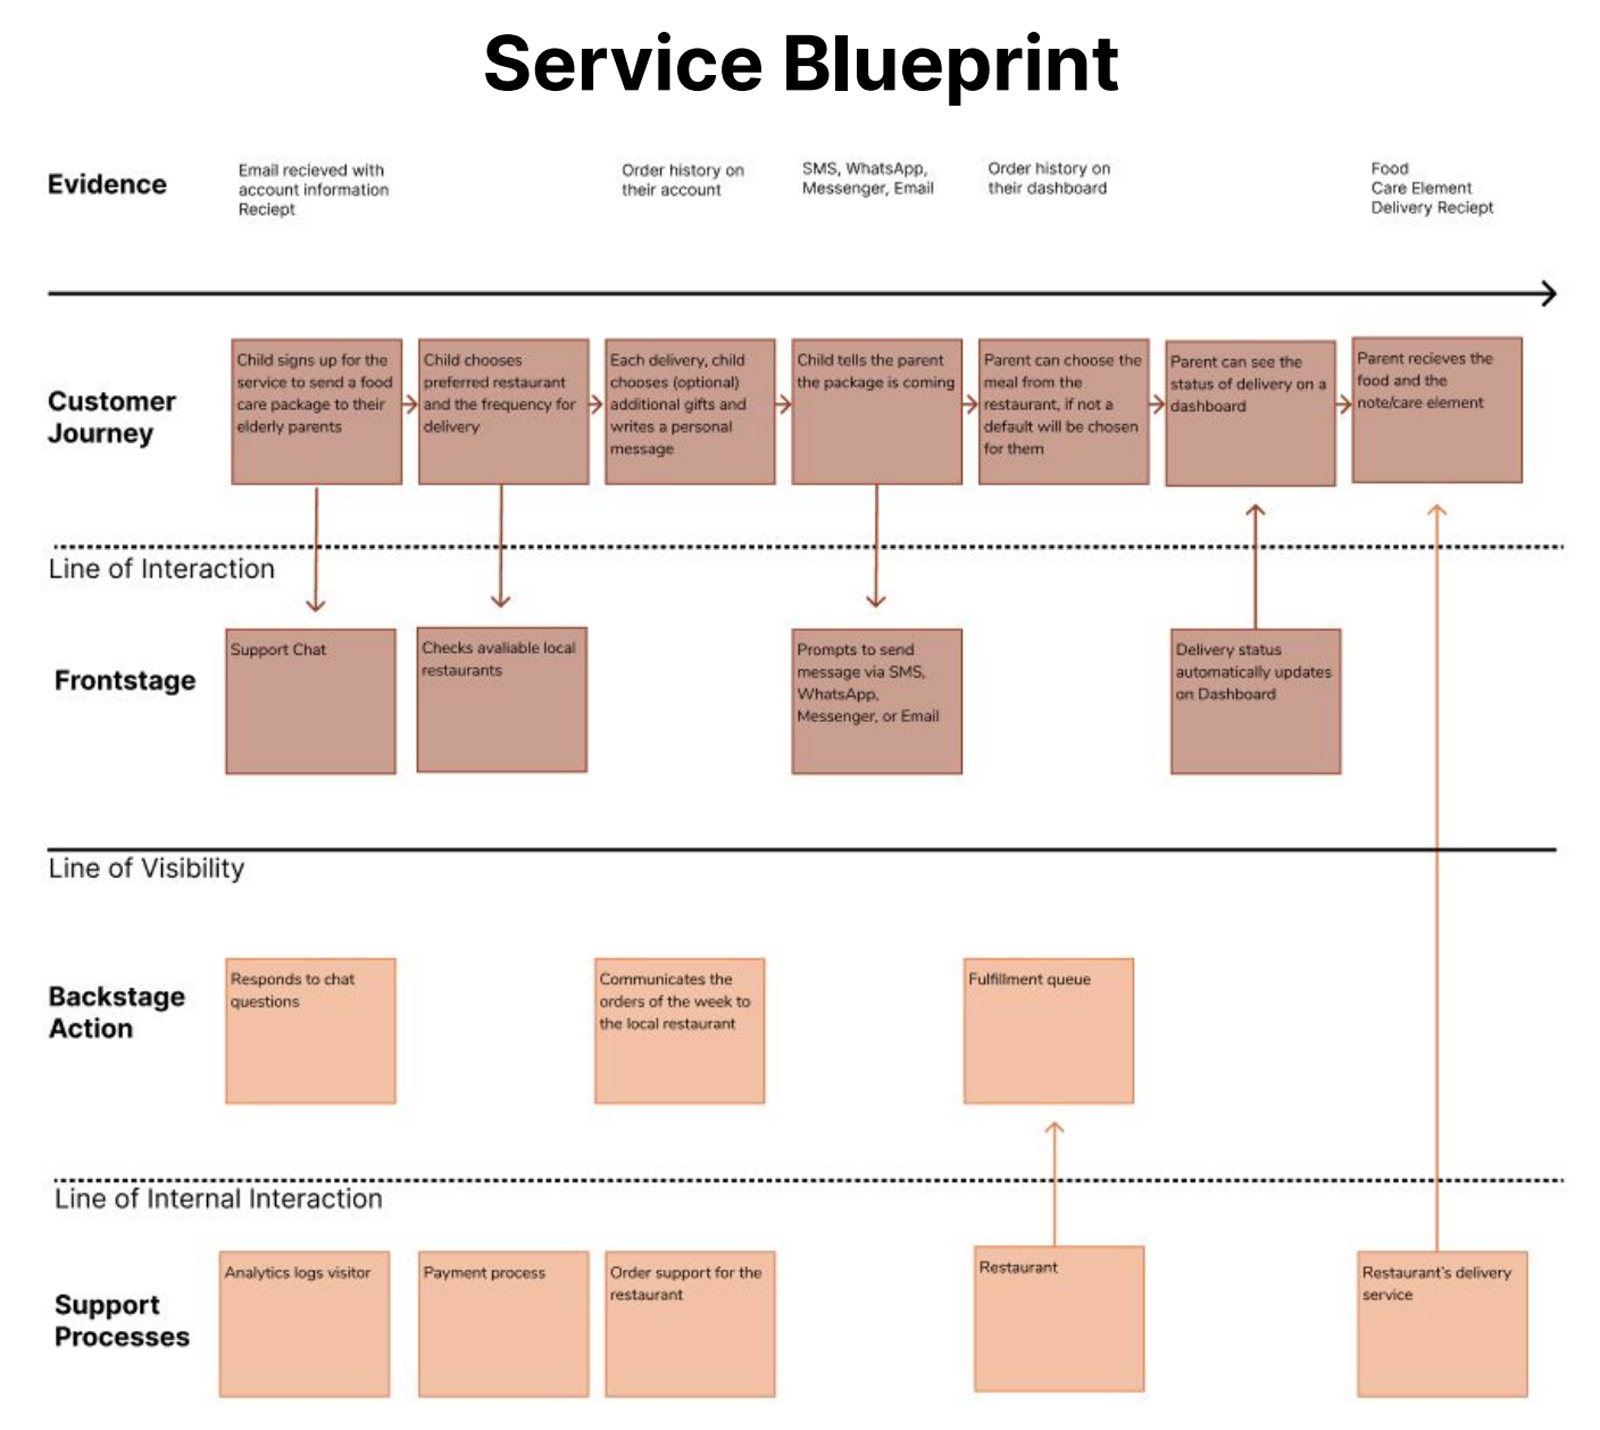 Service Blueprint
Evidence
Email recieved with
account information
Reciept
Order history on
their account
SMS, WhatsApp,
Messenger, Email
Order history on
their dashboard
Food
Care Element
Delivery Reciept
Customer
Journey
Child signs up for the
service to send a food
care package to their
elderly parents
Child chooses
preferred restaurant
and the frequency for
delivery
Each delivery, child
chooses (optional)
additional gifts and
writes a personal
message
Child tells the parent
the package is coming
Parent can choose the
meal from the
restaurant, if not a
default will be chosen
for them
Parent can see the
status of delivery on a
dashboard
Parent recieves the
food and the
note/care element
Line of Interaction
Frontstage
Support Chat
Checks avaliable local
restaurants
Prompts to send
message via SMS,
WhatsApp,
Messenger, or Email
Delivery status
automatically updates
on Dashboard
Line of Visibility
Backstage
Action
Responds to chat
questions
Communicates the
orders of the week to
the local restaurant
Fulfillment queue
Line of Internal Interaction
Support
Processes
Analytics logs visitor
Payment process
Order support for the
restaurant
Restaurant
Restaurant's delivery
service